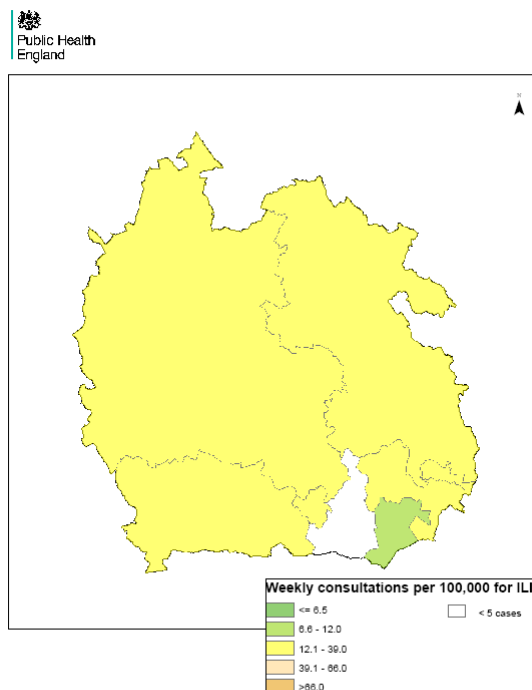 Public Health
England
N
Weekly consultations per 100,000 for ILI
<= 6.5
< 5 cases
6.6 - 12.0
12.1 - 39.0
39.1 - 66.0
>66.0